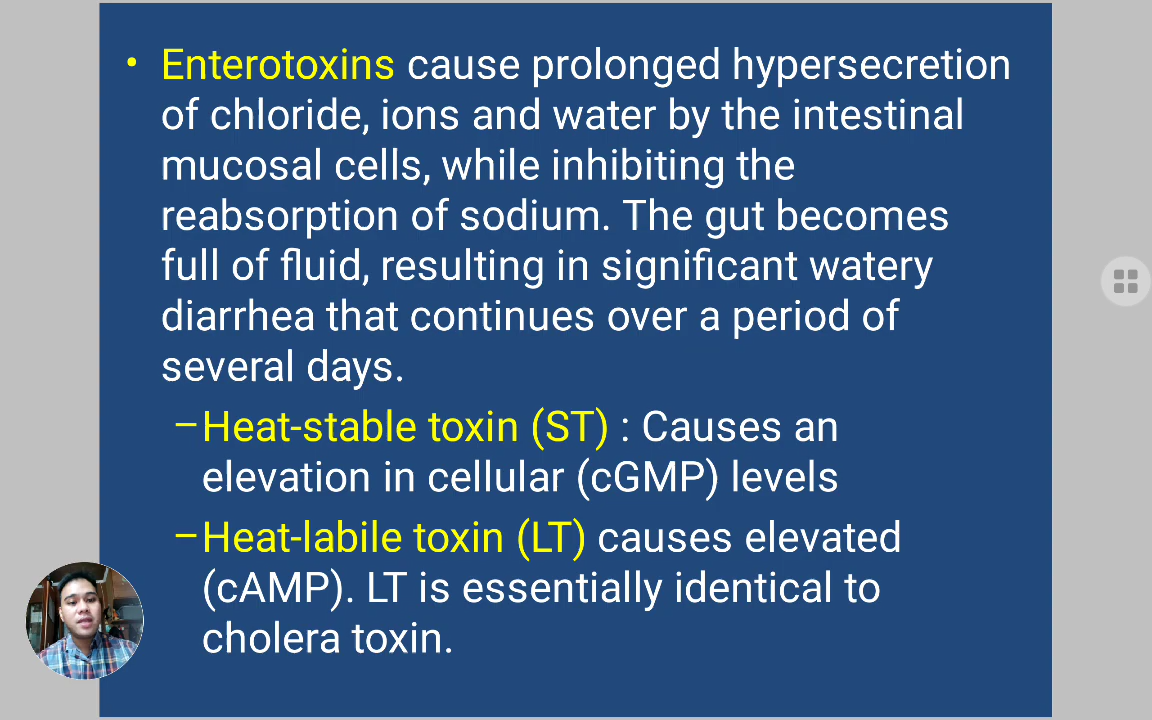 • Enterotoxins cause prolonged hypersecretion
of chloride, ions and water by the intestinal
mucosal cells, while inhibiting the
reabsorption of sodium. The gut becomes
full of fluid, resulting in significant watery
diarrhea that continues over a period of
several days.
–Heat-stable toxin (ST) : Causes an
elevation in cellular (cGMP) levels
–Heat-labile toxin (LT) causes elevated
(cAMP). LT is essentially identical to
cholera toxin.